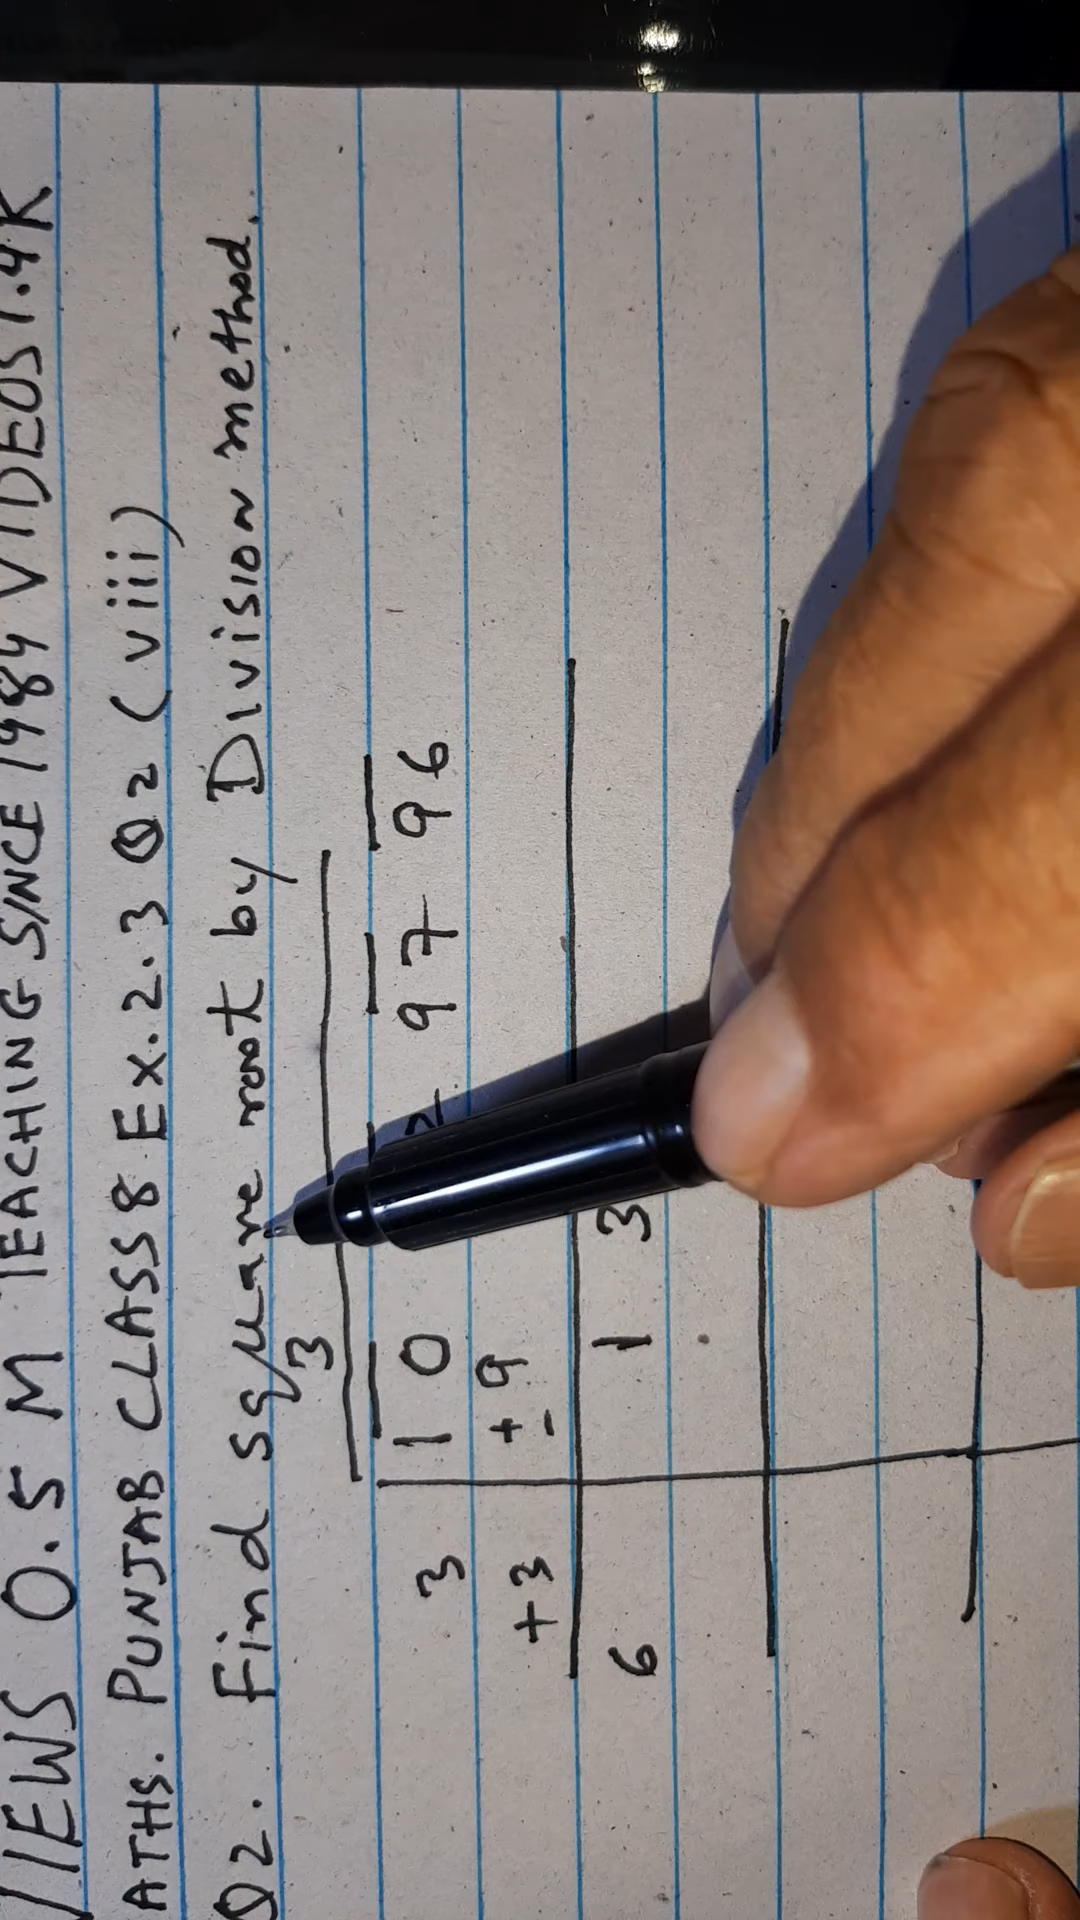 VIEWS 0.5 M TEACHING SINCE 1984 VIDEOS 1.4K
ATHS. PUNJAB CLASS 8 Ex. 2.3 Q2 (viii)
Q2. Find square root by Division method.
3
3 10 97 96
+3 +9
-
6 1 3